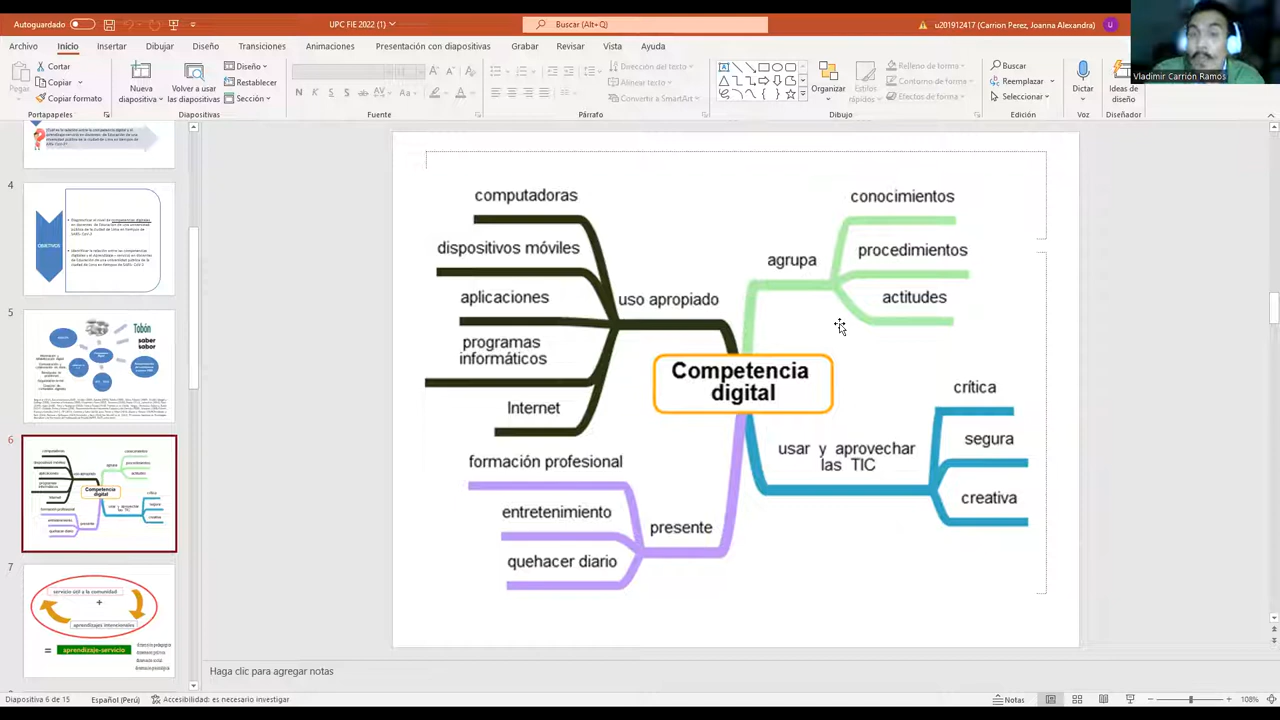 Autoguardado
UPC FIE 2022 (1)
Buscar (Alt+Q)
u201912417 (Carrion Perez, Joanna Alexandra)
U
Archivo Inicio Insertar Dibujar Diseño Transiciones Animaciones Presentación con diapositivas Grabar Revisar Vista Ayuda
Vladimir Carrión Ramos
Pegar
Cortar
Copiar
Copiar formato
Portapapeles
Nueva
diapositiva
Volver a usar
las diapositivas
Diseño
Restablecer
Sección
Diapositivas
N K S
Fuente
Dirección del texto
Alinear texto
Convertir a SmartArt
Párrafo
Organizar
Estilos
rápidos
Relleno de forma
Contorno de forma
Efectos de forma
Dibujo
Buscar
Reemplazar
Seleccionar
Edición
Dictar
Voz
Ideas de
diseño
Diseñador
4
OBJETIVOS
5
Tobón
saber
sabor
6
7
servicio útil a la comunidad
+
aprendizajes intencionales
= aprendizaje-servicio
computadoras
dispositivos móviles
aplicaciones
programas
informáticos
Internet
uso apropiado
agrupa
conocimientos
procedimientos
actitudes
Competencia
digital
usar y aprovechar
las TIC
crítica
segura
creativa
formación profesional
entretenimiento
quehacer diario
presente
Haga clic para agregar notas
Diapositiva 6 de 15
Español (Perú)
Accesibilidad: es necesario investigar
Notas
108%